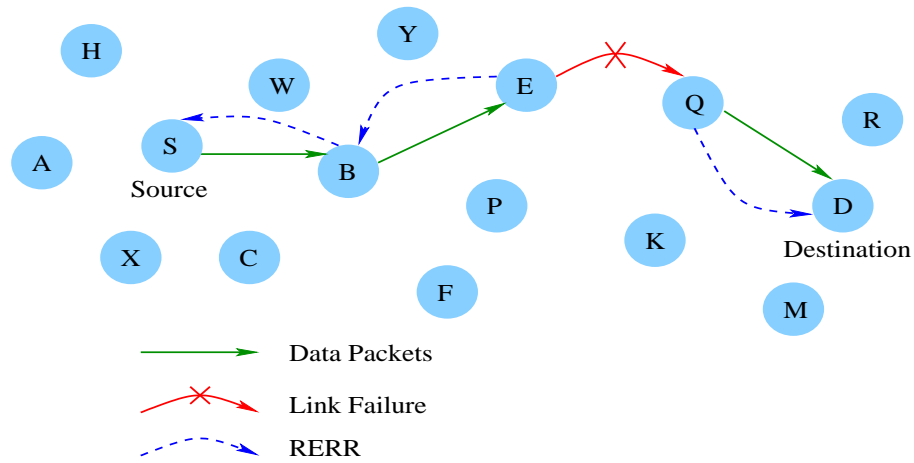 Y
H
W
E
Q
R
S
A
B
Source
P
D
K
Destination
X
C
F
M
Data Packets
Link Failure
RERR